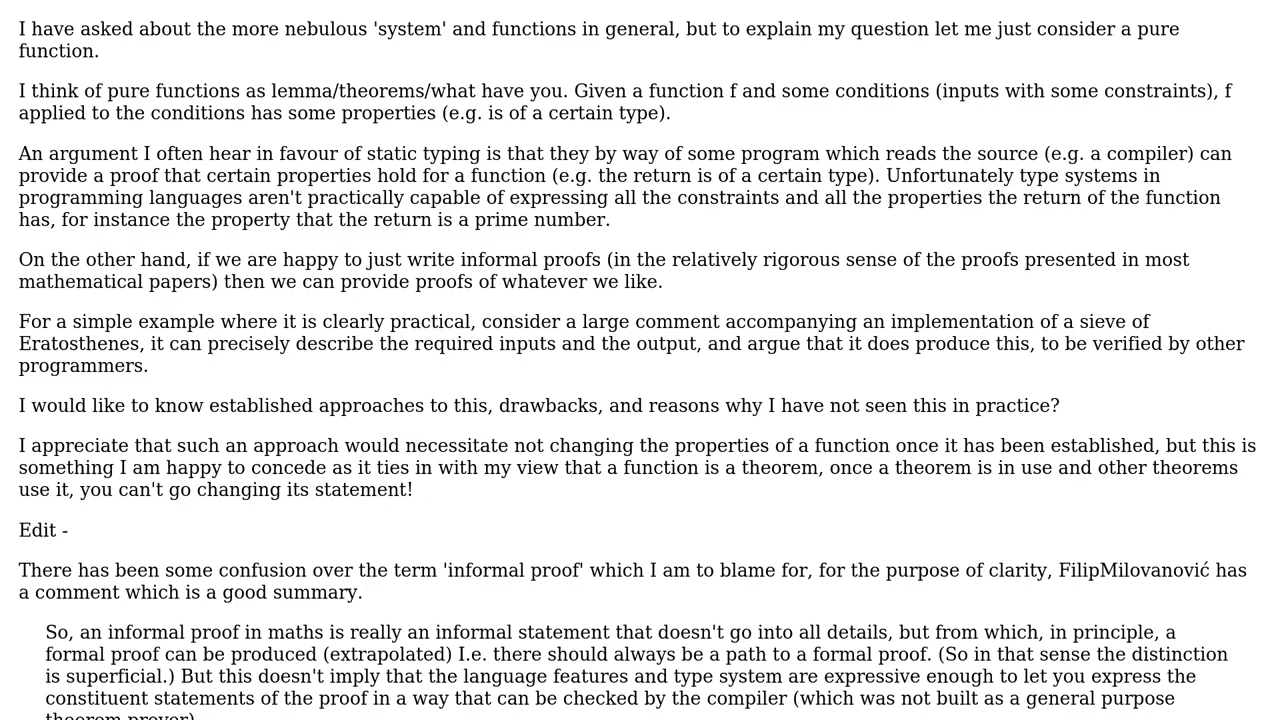 I have asked about the more nebulous 'system' and functions in general, but to explain my question let me just consider a pure
function.
I think of pure functions as lemma/theorems/what have you. Given a function f and some conditions (inputs with some constraints), f
applied to the conditions has some properties (e.g. is of a certain type).
An argument I often hear in favour of static typing is that they by way of some program which reads the source (e.g. a compiler) can
provide a proof that certain properties hold for a function (e.g. the return is of a certain type). Unfortunately type systems in
programming languages aren't practically capable of expressing all the constraints and all the properties the return of the function
has, for instance the property that the return is a prime number.
On the other hand, if we are happy to just write informal proofs (in the relatively rigorous sense of the proofs presented in most
mathematical papers) then we can provide proofs of whatever we like.
For a simple example where it is clearly practical, consider a large comment accompanying an implementation of a sieve of
Eratosthenes, it can precisely describe the required inputs and the output, and argue that it does produce this, to be verified by other
programmers.
I would like to know established approaches to this, drawbacks, and reasons why I have not seen this in practice?
I appreciate that such an approach would necessitate not changing the properties of a function once it has been established, but this is
something I am happy to concede as it ties in with my view that a function is a theorem, once a theorem is in use and other theorems
use it, you can't go changing its statement!
Edit -
There has been some confusion over the term 'informal proof' which I am to blame for, for the purpose of clarity, FilipMilovanović has
a comment which is a good summary.
So, an informal proof in maths is really an informal statement that doesn't go into all details, but from which, in principle, a
formal proof can be produced (extrapolated) I.e. there should always be a path to a formal proof. (So in that sense the distinction
is superficial.) But this doesn't imply that the language features and type system are expressive enough to let you express the
constituent statements of the proof in a way that can be checked by the compiler (which was not built as a general purpose
theorem prover)